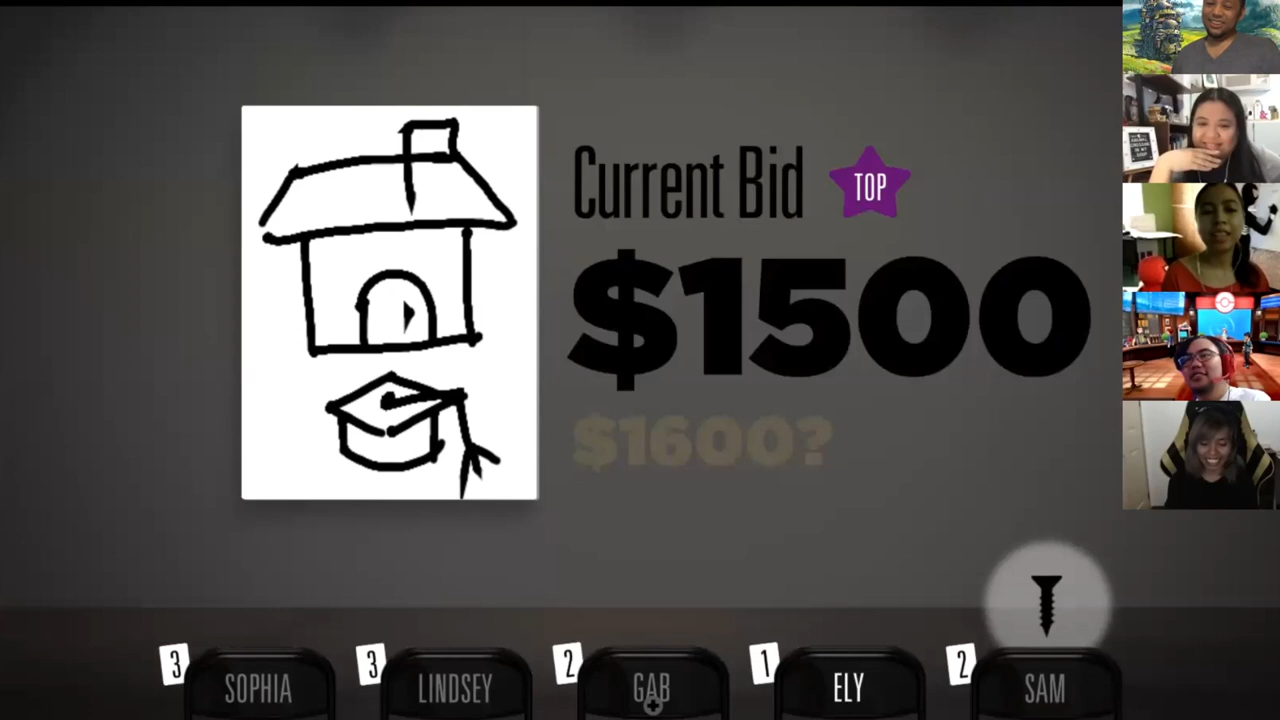 Current Bid TOP
$1500
$1600?
3 SOPHIA
3 LINDSEY
2 GAB
1 ELY
2 SAM